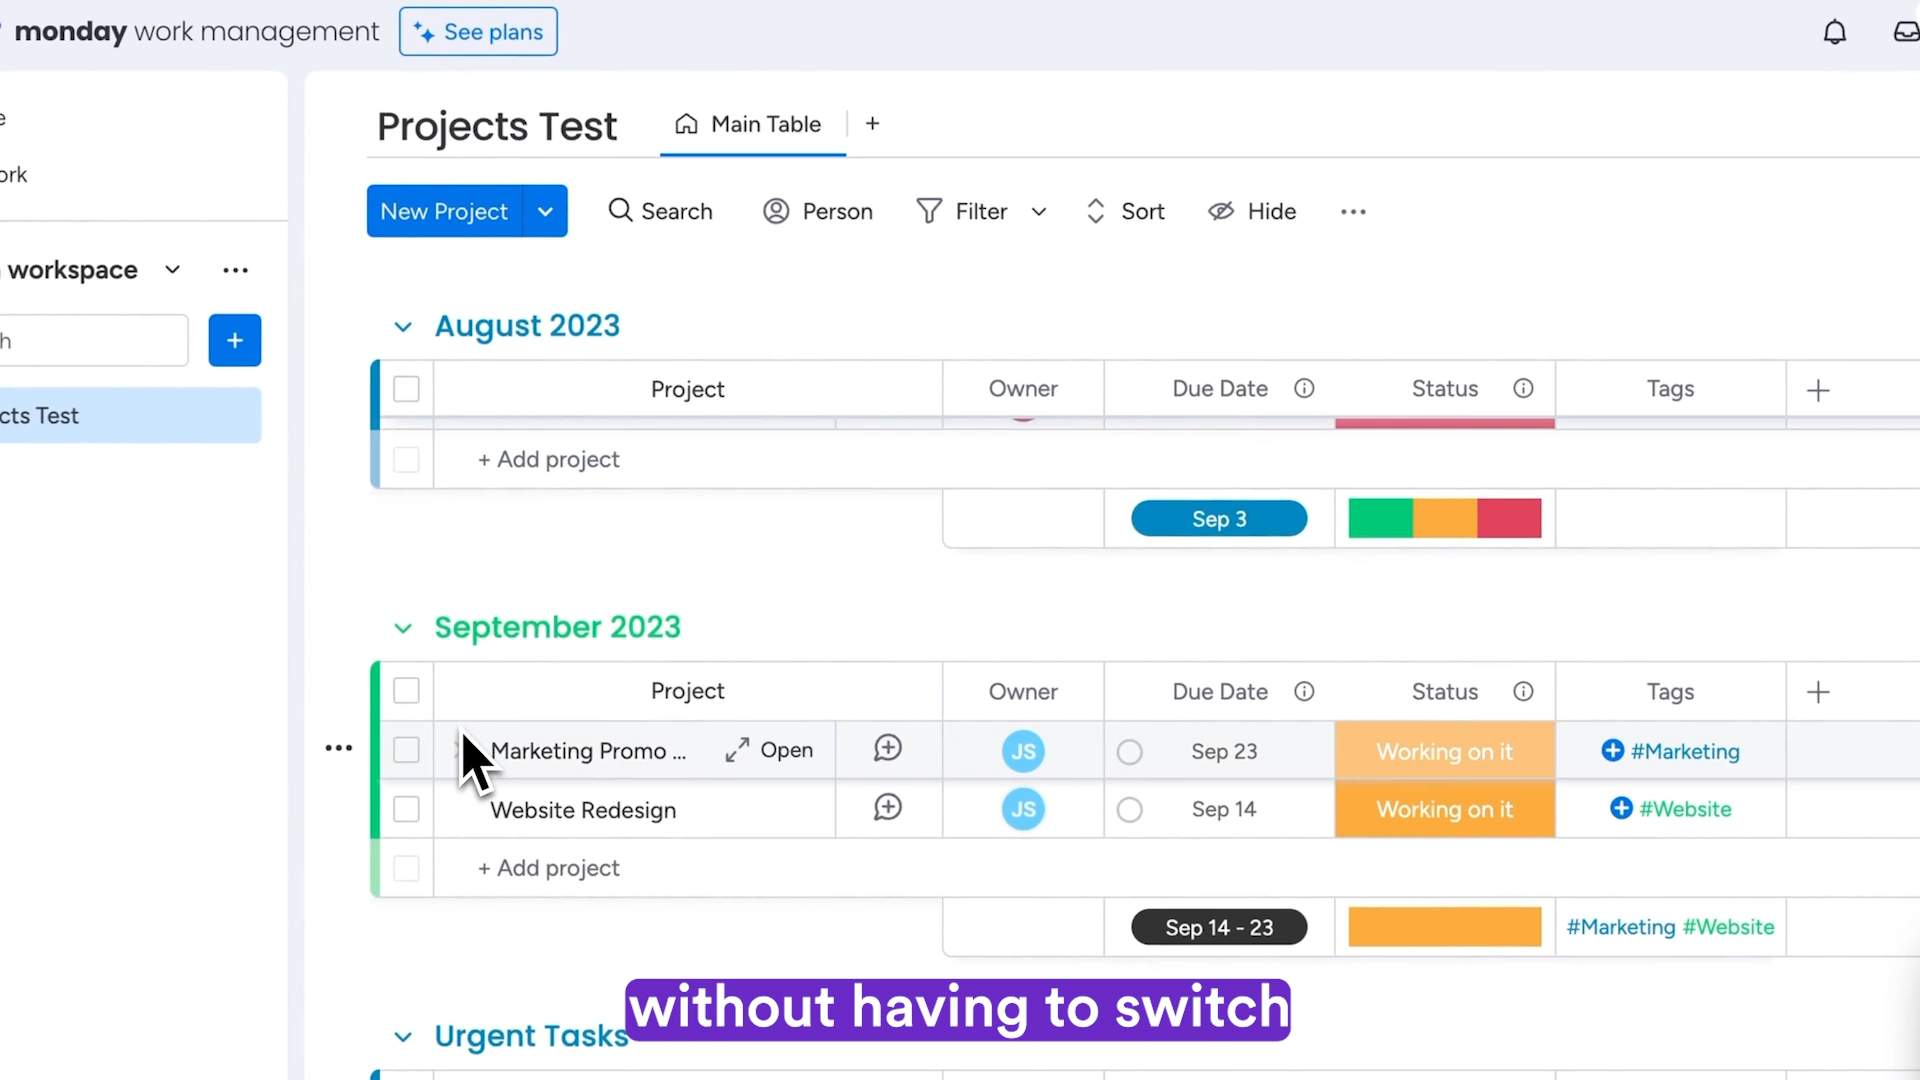 monday work management
See plans
e
ork
workspace
h
cts Test
Projects Test
Main Table
New Project
Search
Person
Filter
Sort
Hide
August 2023
Project
Owner
Due Date
Status
Tags
+ Add project
Sep 3
September 2023
Project
Owner
Due Date
Status
Tags
Marketing Promo ...
Open
JS
Sep 23
Working on it
#Marketing
Website Redesign
JS
Sep 14
Working on it
#Website
+ Add project
Sep 14 - 23
#Marketing #Website
without having to switch
Urgent Tasks